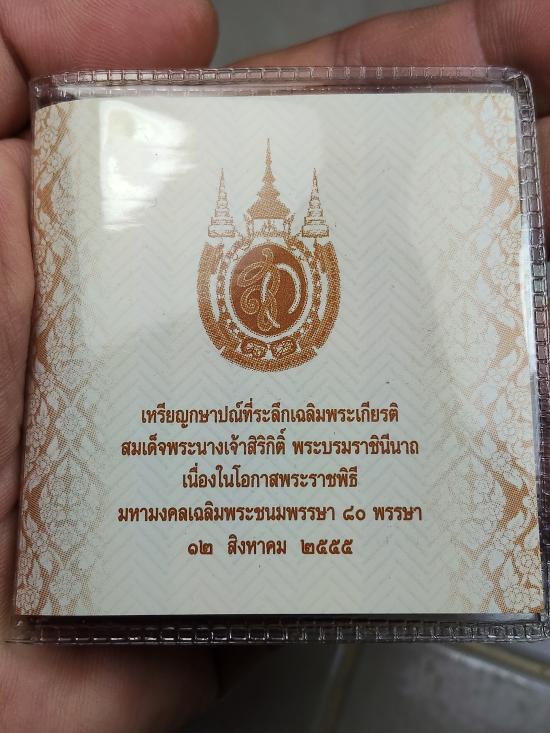 เหรียญกษาปณ์ที่ระลึกเฉลิมพระเกียรติ
สมเด็จพระนางเจ้าสิริกิติ์ พระบรมราชินีนาถ
เนื่องในโอกาสพระราชพิธี
มหามงคลเฉลิมพระชนมพรรษา ๘๐ พรรษา
๑๒ สิงหาคม ๒๕๕๕